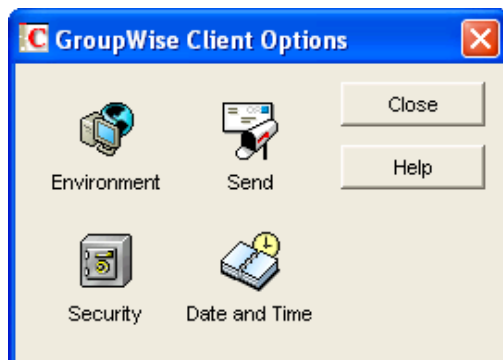 GroupWise Client Options
Close
Environment
Send
Help
Security
Date and Time